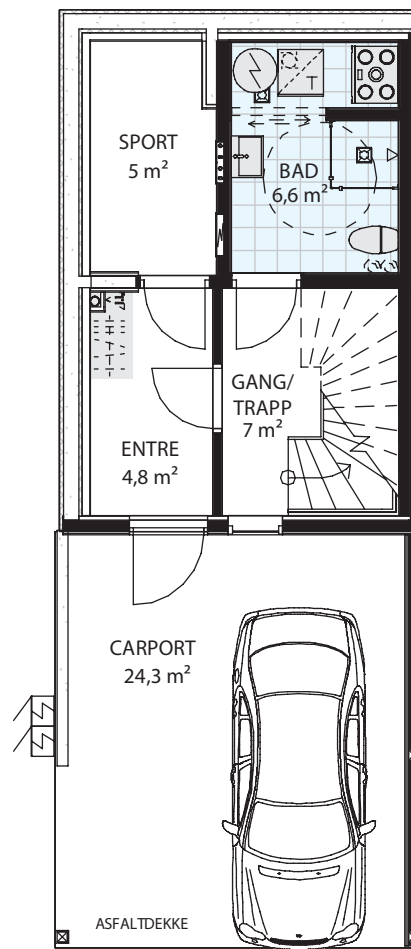 T
SPORT
5 m²
BAD
6,6 m²
GANG/
TRAPP
7 m²
ENTRE
4,8 m²
CARPORT
24,3 m²
ASFALTDEKKE